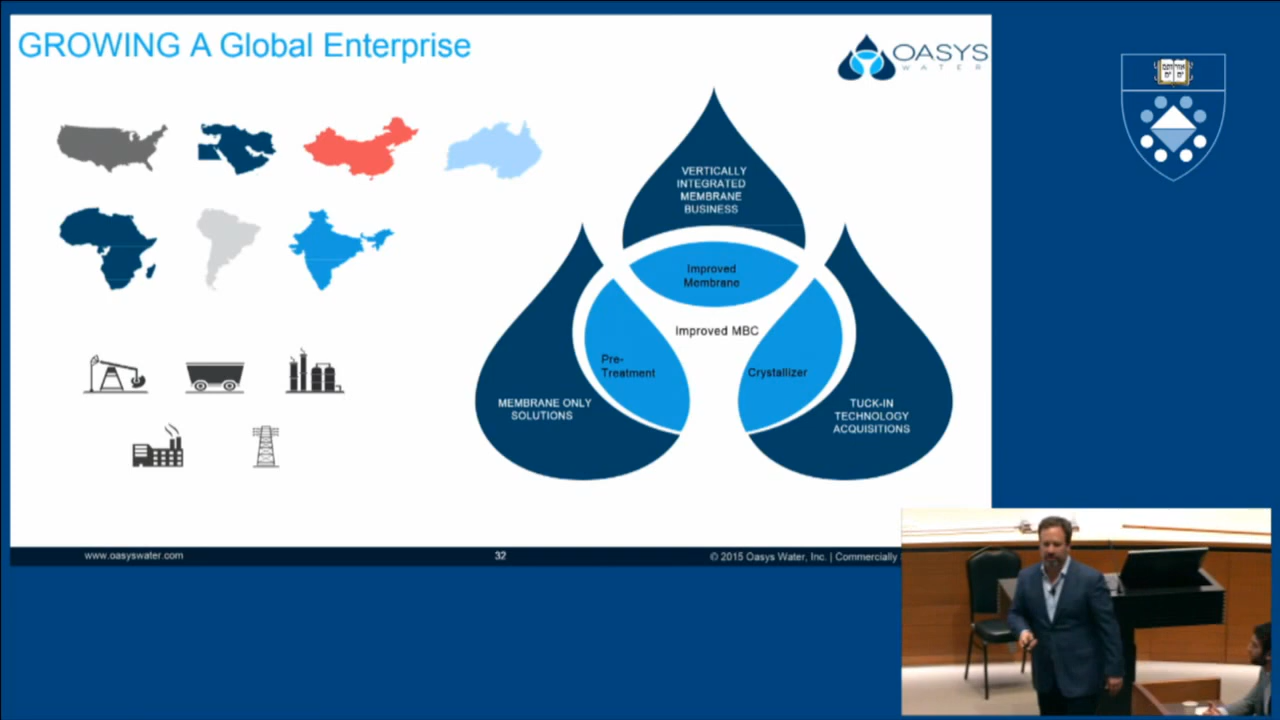 GROWING A Global Enterprise
OASYS
WATER
VERTICALLY
INTEGRATED
MEMBRANE
BUSINESS
Improved
Membrane
Improved MBC
Pre-
Treatment
Crystallizer
MEMBRANE ONLY
SOLUTIONS
TUCK-IN
TECHNOLOGY
ACQUISITIONS
www.oasyswater.com
32
© 2015 Oasys Water, Inc. | Commercially